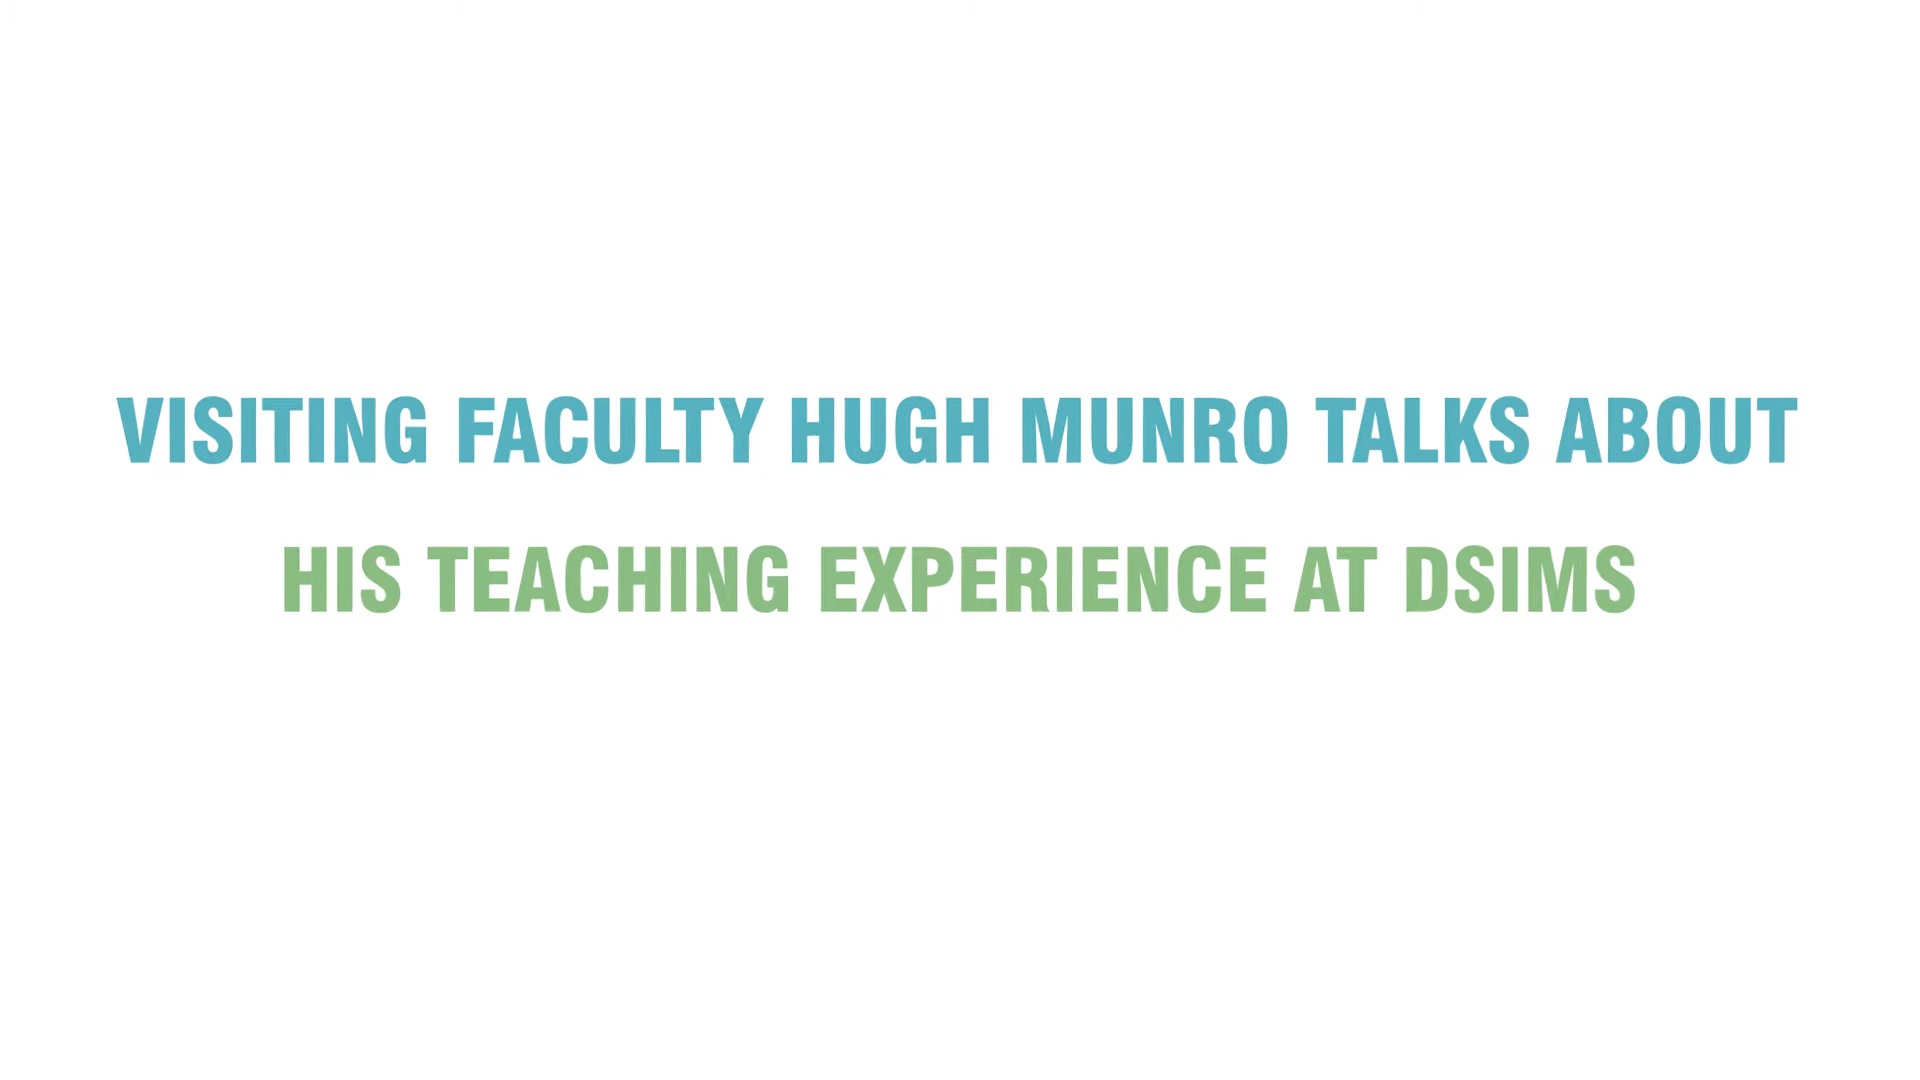 VISITING FACULTY HUGH MUNRO TALKS ABOUT
HIS TEACHING EXPERIENCE AT DSIMS